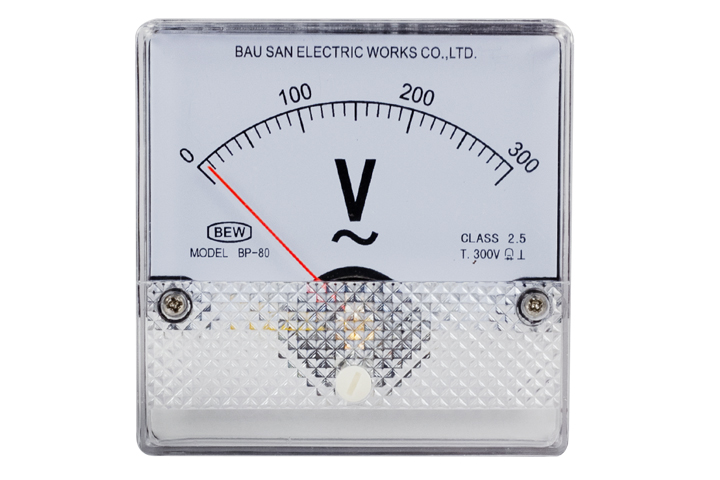 BAU SAN ELECTRIC WORKS CO.,LTD.
0 100 200 300
V
BEW
MODEL BP-80
CLASS 2.5
T. 300V